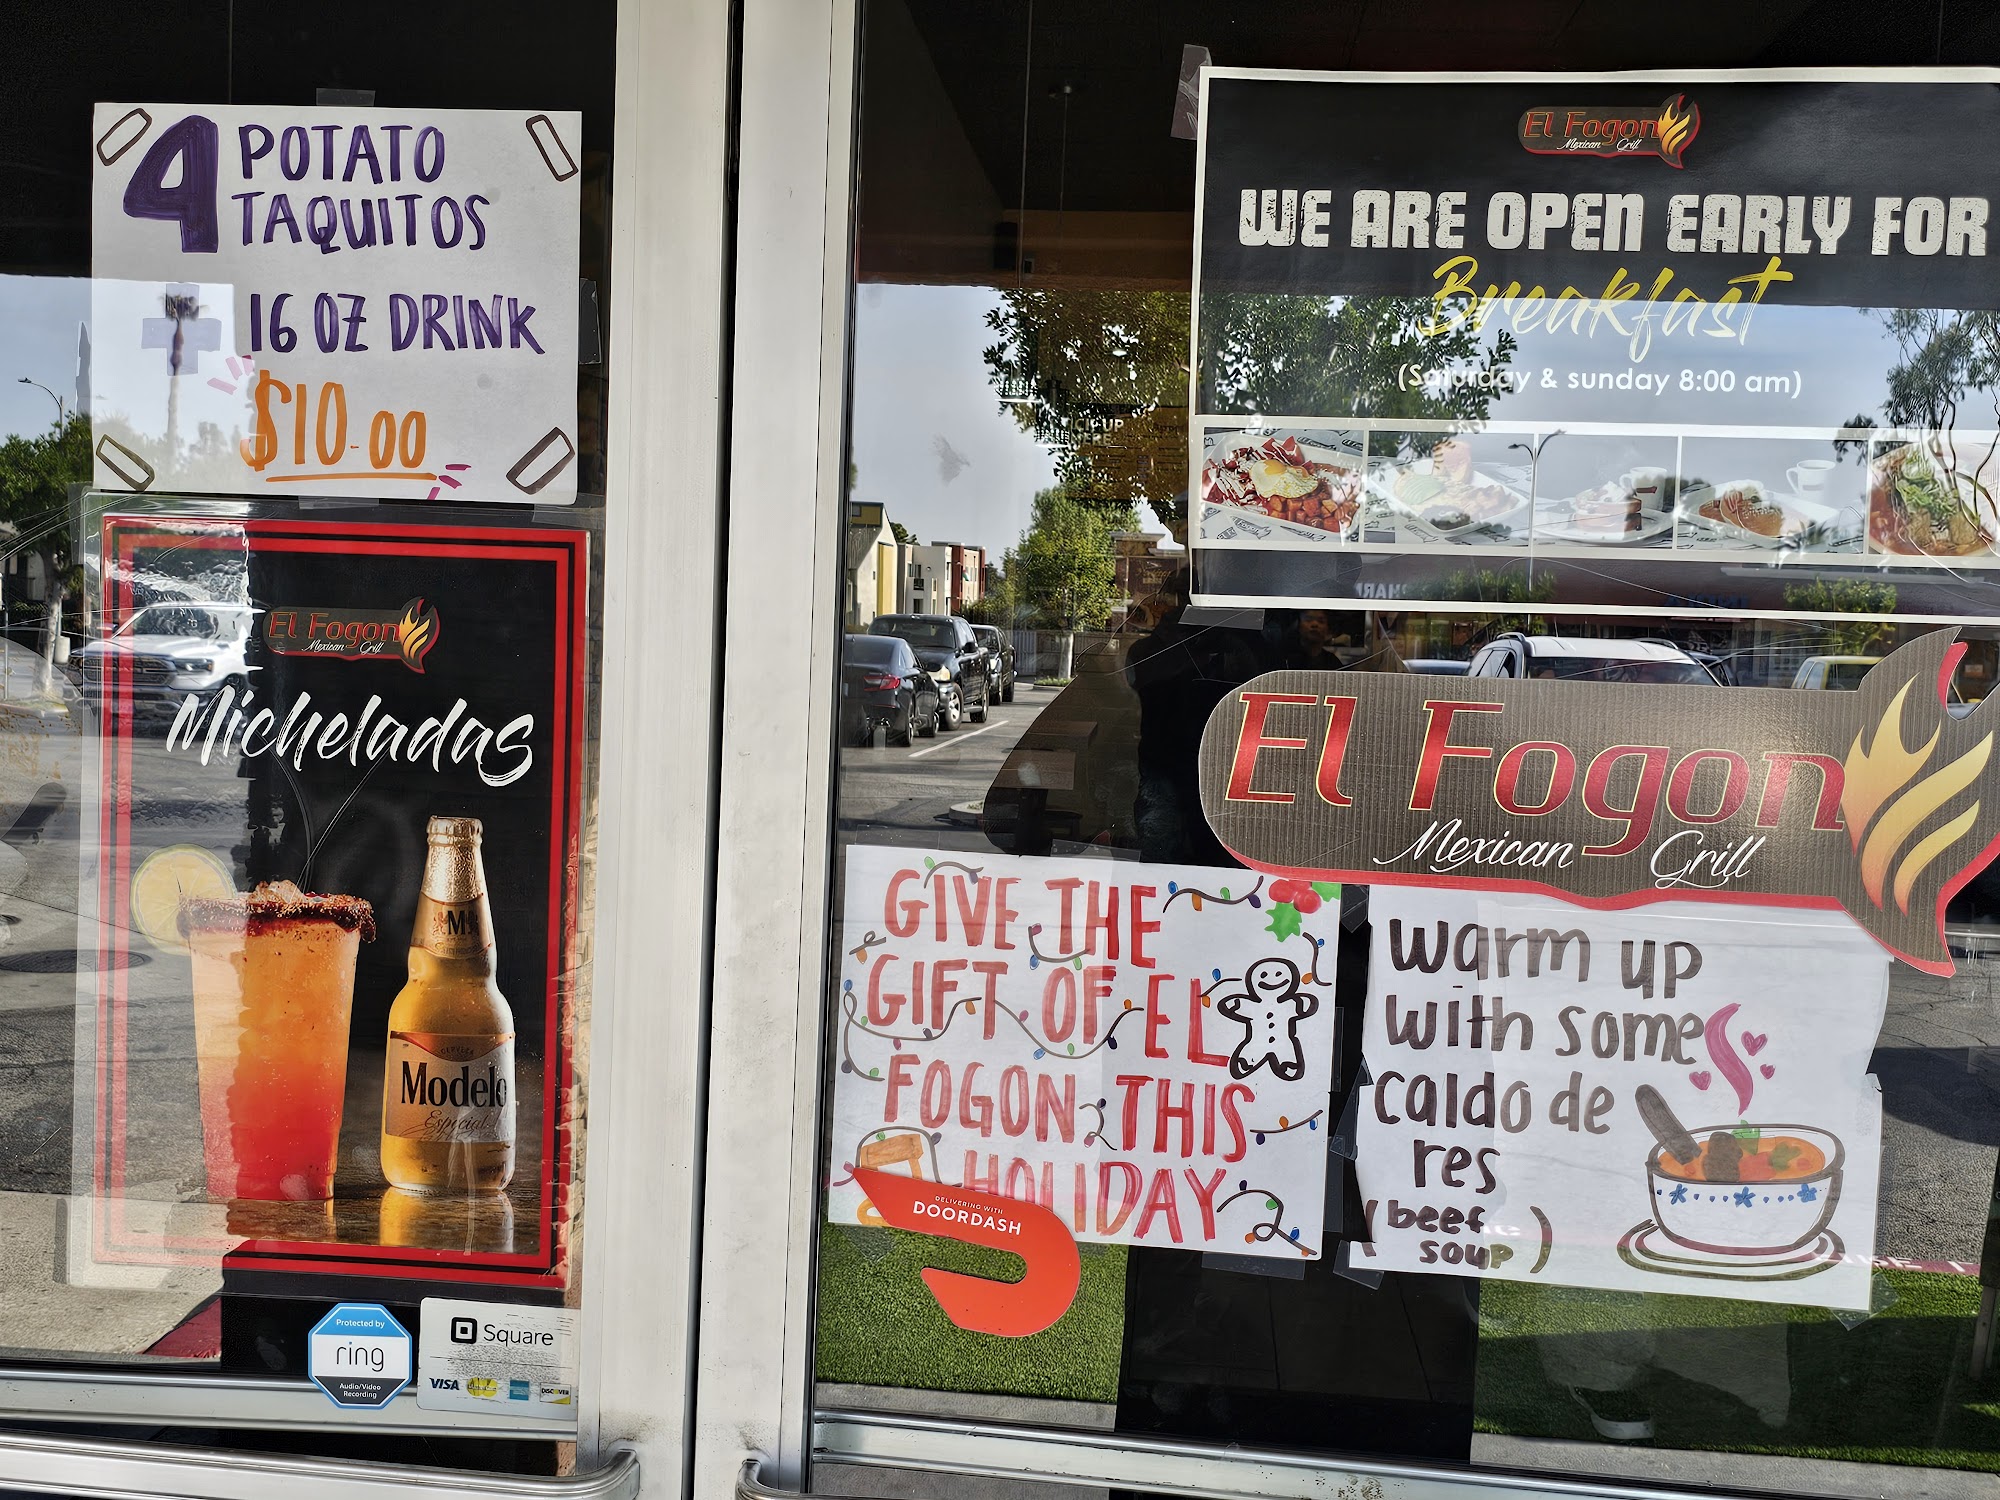 4 POTATO
TAQUITOS
+ 16 OZ DRINK
$10.00
El Fogon
Mexican Grill
Micheladas
M
Modelo
Especial
Protected by
ring
Audio/Video
Recording
Square
VISA
DISCOVER
El Fogon
Mexican Grill
WE ARE OPEN EARLY FOR
Breakfast
(Saturday & sunday 8:00 am)
El Fogon
Mexican Grill
GIVE THE
GIFT OF EL
FOGON THIS
HOLIDAY
DELIVERING WITH
DOORDASH
warm up
with some
caldo de
res
(beef
soup)